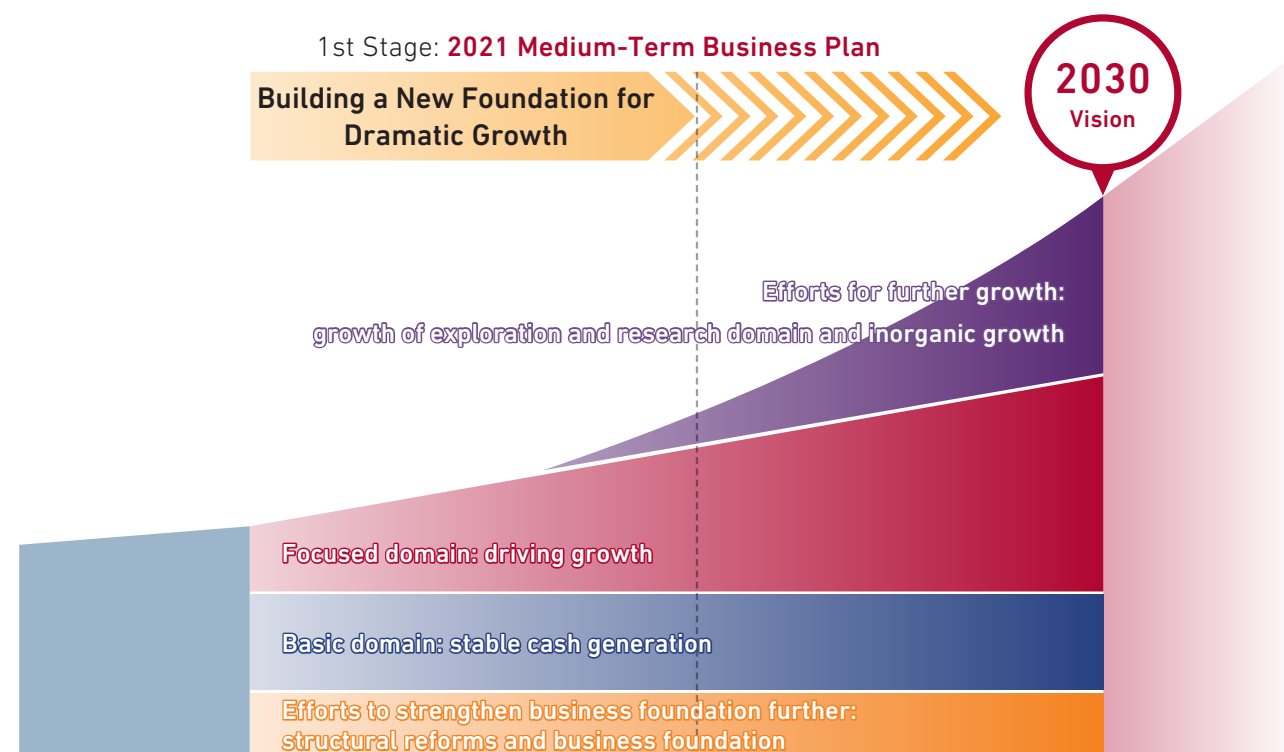 1st Stage: 2021 Medium-Term Business Plan
Building a New Foundation for
Dramatic Growth
2030
Vision
Efforts for further growth:
growth of exploration and research domain and inorganic growth
Focused domain: driving growth
Basic domain: stable cash generation
Efforts to strengthen business foundation further:
structural reforms and business foundation